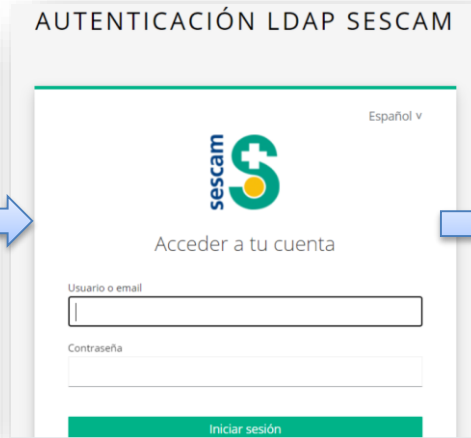 AUTENTICACIÓN LDAP SESCAM
Español v
sescam
Acceder a tu cuenta
Usuario o email
Contraseña
Iniciar sesión